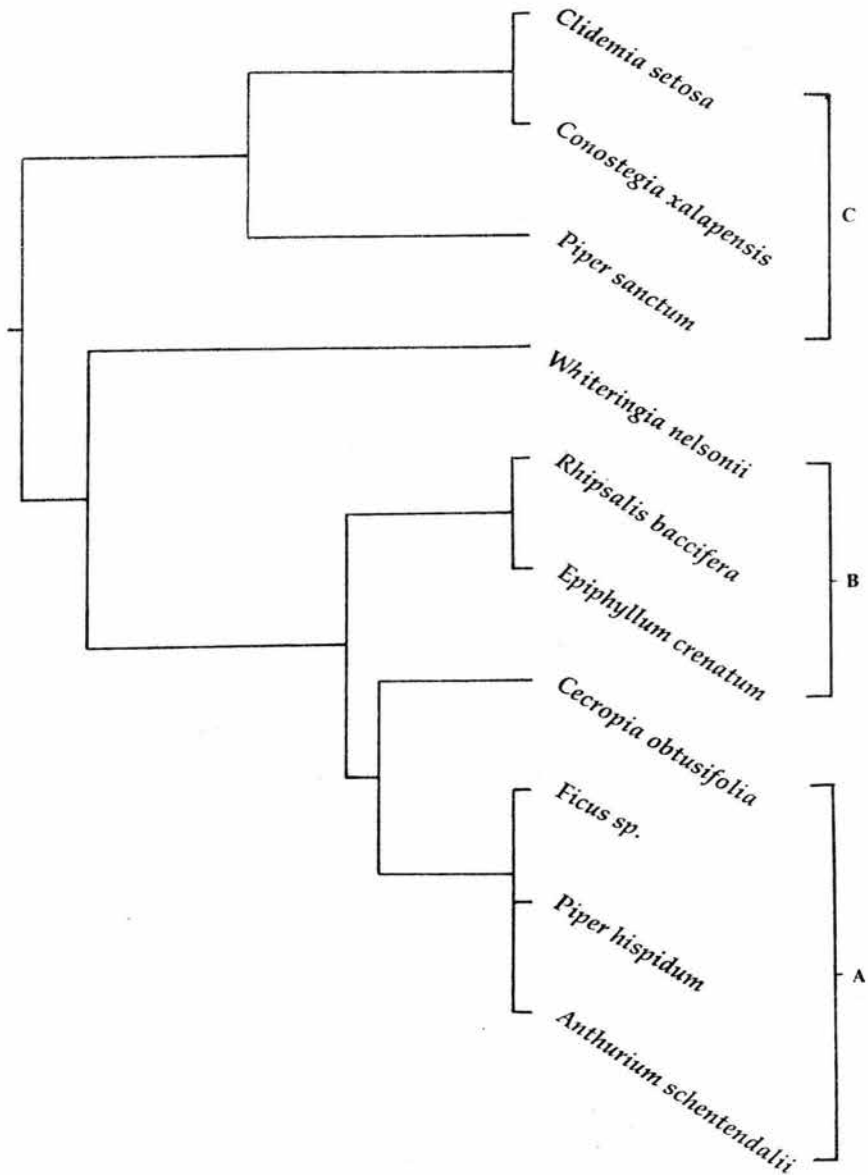 Clidemia setosa
Conostegia xalapensis
C
Piper sanctum
Whiteringia nelsonii
Rhipsalis baccifera
B
Epiphyllum crenatum
Cecropia obtusifolia
Ficus sp.
Piper hispidum
A
Anthurium schentendalii